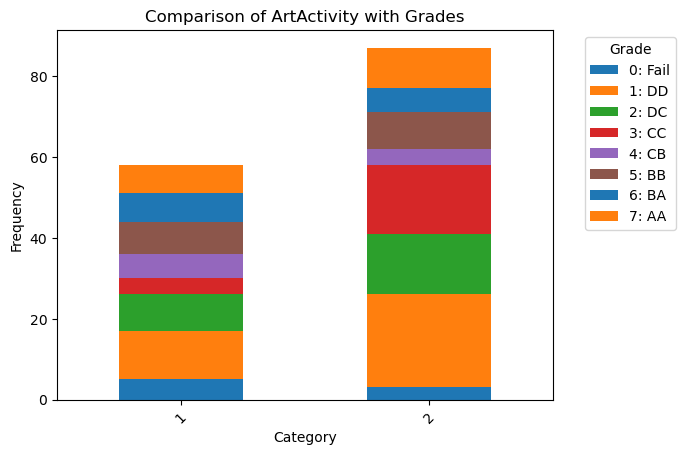 Comparison of ArtActivity with Grades
Frequency
80
60
40
20
0
1
2
Category
Grade
0: Fail
1: DD
2: DC
3: CC
4: CB
5: BB
6: BA
7: AA